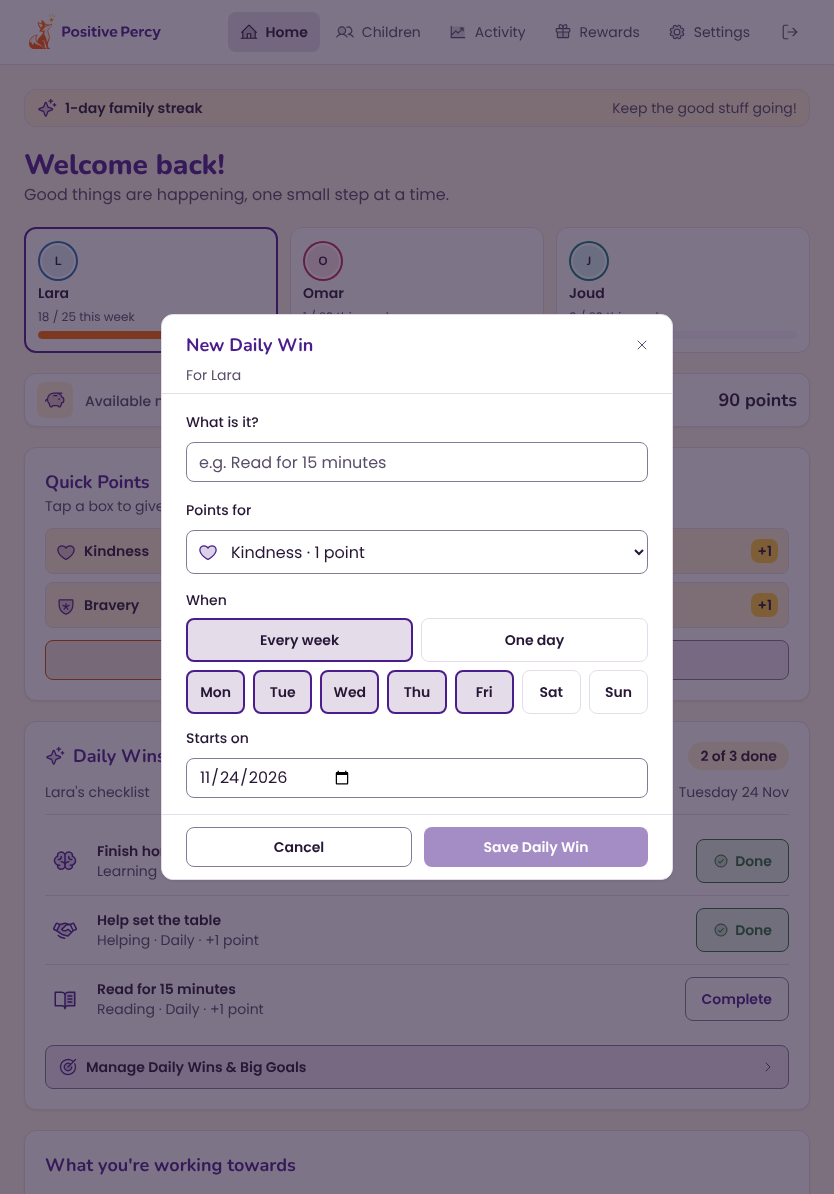 Positive Percy
Home
Children
Activity
Rewards
Settings
1-day family streak
Keep the good stuff going!
Welcome back!
Good things are happening, one small step at a time.
L
O
J
Lara
Omar
Joud
18 / 25 this week
New Daily Win
For Lara
Available
90 points
What is it?
e.g. Read for 15 minutes
Quick Points
Tap a box to give
Points for
Kindness · 1 point
Kindness
+1
Bravery
+1
When
Every week
One day
Mon
Tue
Wed
Thu
Fri
Sat
Sun
Starts on
11/24/2026
Cancel
Save Daily Win
Daily Wins
2 of 3 done
Lara's checklist
Tuesday 24 Nov
Finish
Learning
Done
Help set the table
Helping · Daily · +1 point
Done
Read for 15 minutes
Reading · Daily · +1 point
Complete
Manage Daily Wins & Big Goals
What you're working towards